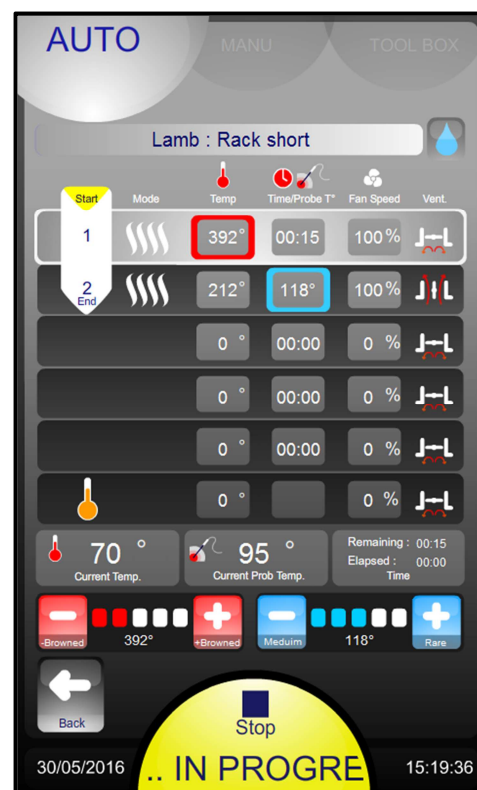 AUTO MANU TOOL BOX
Lamb : Rack short
Start Mode Temp Time/Probe T° Fan Speed Vent.
1 392° 00:15 100 %
2 212° 118° 100 %
End
0 ° 00:00 0 %
0 ° 00:00 0 %
0 ° 00:00 0 %
0 ° 0 %
70 ° 95 ° Remaining : 00:15
Elapsed : 00:00
Current Temp. Current Prob Temp. Time
-Browned 392° +Browned Meduim 118° Rare
Back
Stop
30/05/2016 .. IN PROGRE 15:19:36